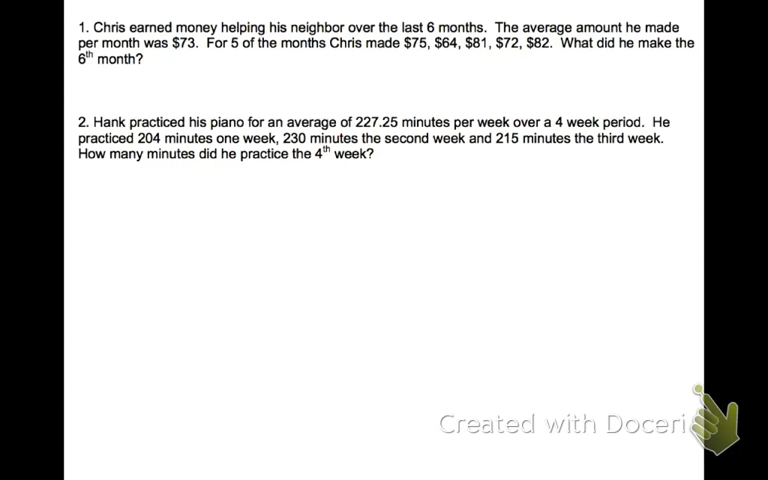 1. Chris earned money helping his neighbor over the last 6 months.  The average amount he made
per month was $73.  For 5 of the months Chris made $75, $64, $81, $72, $82.  What did he make the
6th month?
2. Hank practiced his piano for an average of 227.25 minutes per week over a 4 week period.  He
practiced 204 minutes one week, 230 minutes the second week and 215 minutes the third week.
How many minutes did he practice the 4th week?
Created with Doceri